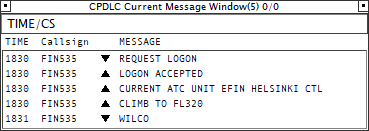 CPDLC Current Message Window(5) 0/0
TIME/CS
TIME Callsign MESSAGE
1830 FIN535 ▼ REQUEST LOGON
1830 FIN535 ▲ LOGON ACCEPTED
1830 FIN535 ▲ CURRENT ATC UNIT EFIN HELSINKI CTL
1830 FIN535 ▲ CLIMB TO FL320
1831 FIN535 ▼ WILCO